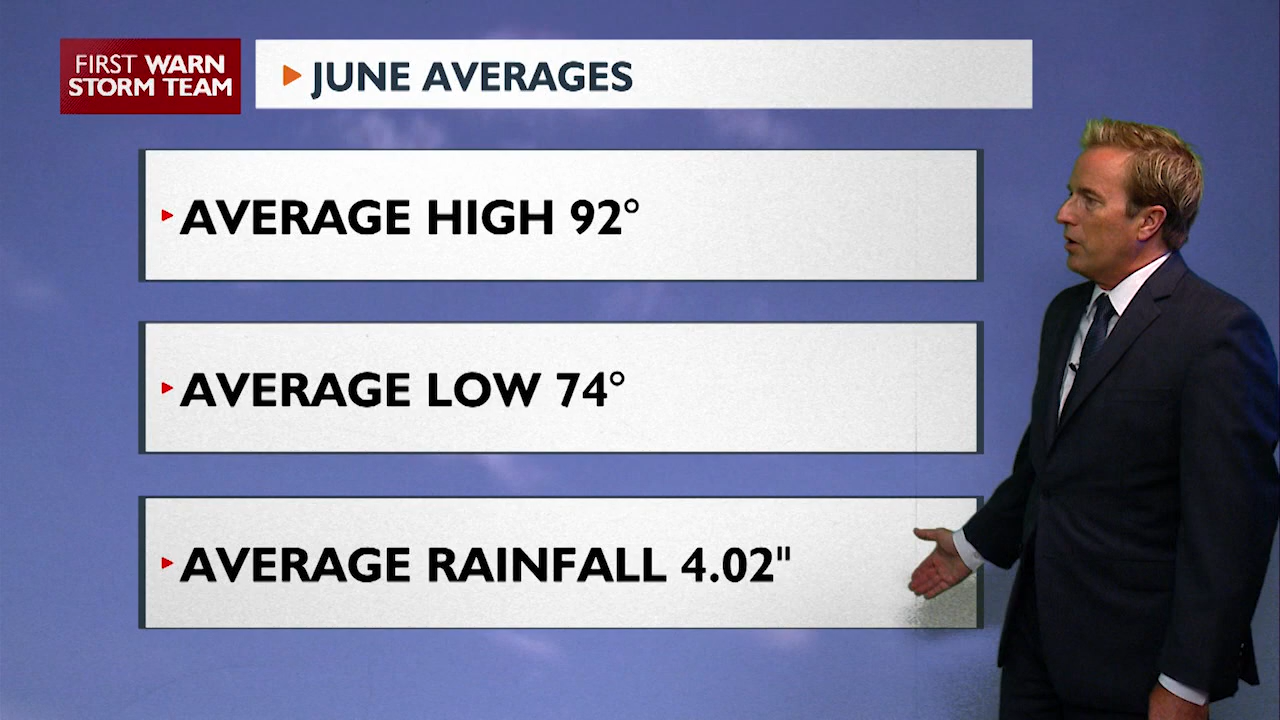 FIRST WARN
STORM TEAM
JUNE AVERAGES
AVERAGE HIGH 92°
AVERAGE LOW 74°
AVERAGE RAINFALL 4.02"